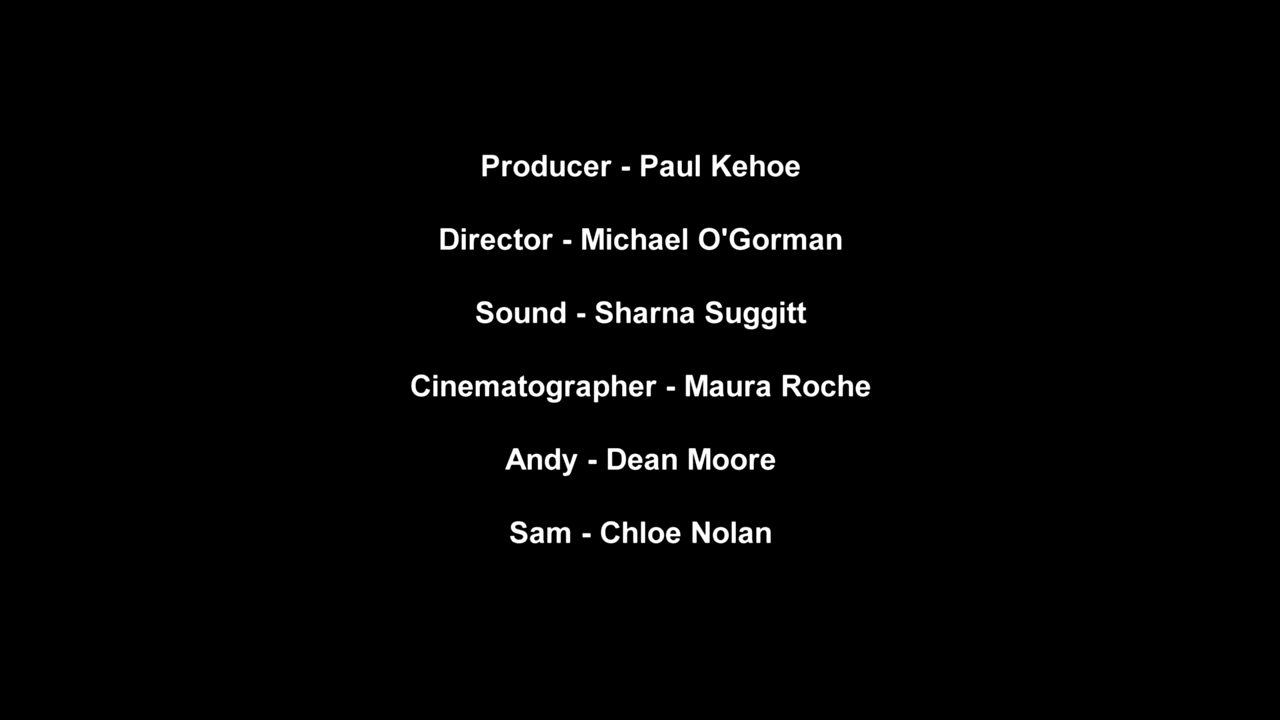 Producer - Paul Kehoe
Director - Michael O'Gorman
Sound - Sharna Suggitt
Cinematographer - Maura Roche
Andy - Dean Moore
Sam - Chloe Nolan